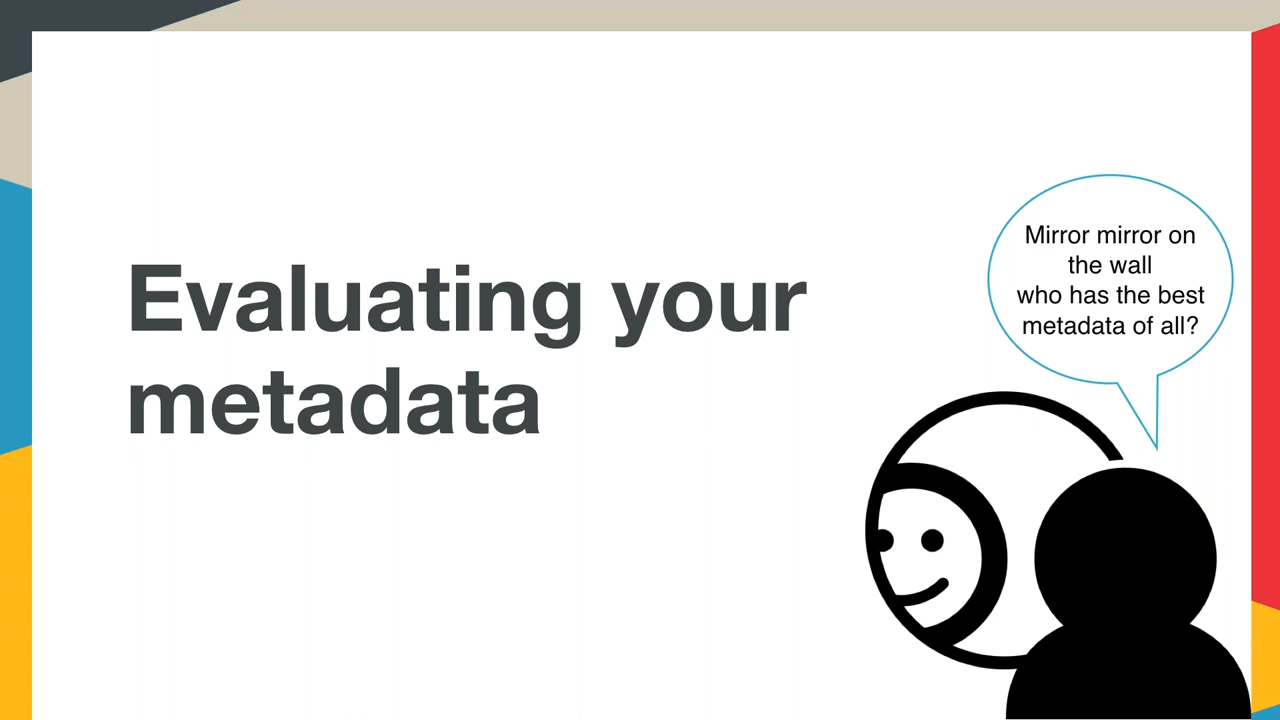 Evaluating your
metadata
Mirror mirror on
the wall
who has the best
metadata of all?